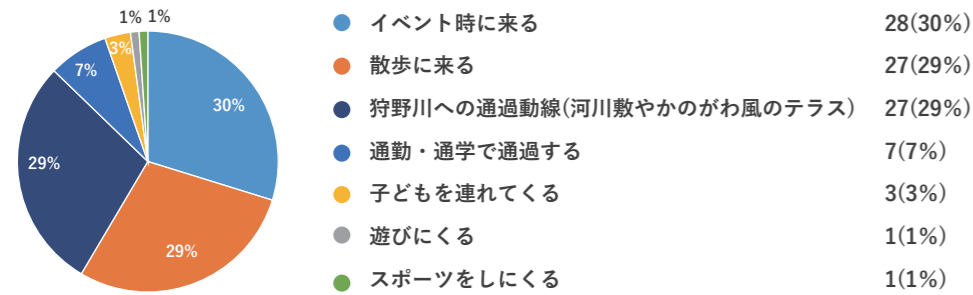 1% 1%
3%
7%
30%
29%
29%
イベント時に来る 28(30%)
散歩に来る 27(29%)
狩野川への通過動線(河川敷やかのがわ風のテラス) 27(29%)
通勤・通学で通過する 7(7%)
子どもを連れてくる 3(3%)
遊びにくる 1(1%)
スポーツをしにくる 1(1%)